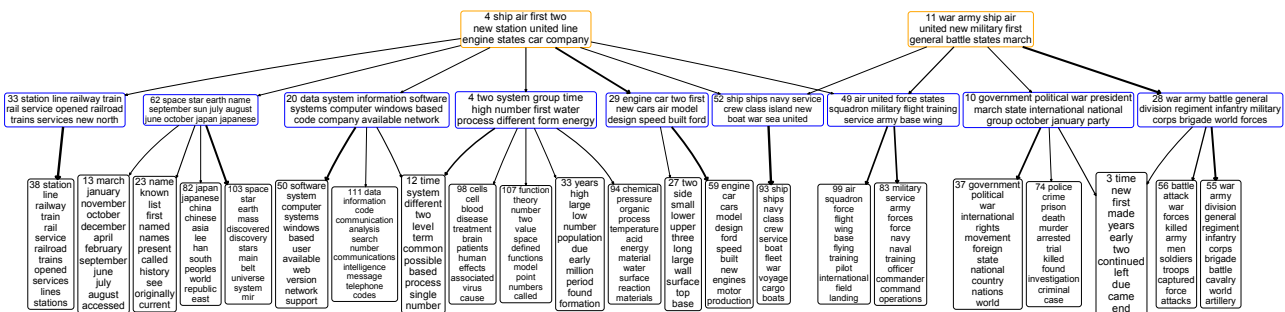 4 ship air first two
new station united line
engine states car company
11 war army ship air
united new military first
general battle states march
33 station line railway train
rail service opened railroad
trains services new north
62 space star earth name
september sun july august
june october japan japanese
20 data system information software
systems computer windows based
code company available network
4 two system group time
high number first water
process different form energy
29 engine car two first
new cars air model
design speed built ford
52 ship ships navy service
crew class island new
boat war sea united
49 air united force states
squadron military flight training
service army base wing
10 government political war president
march state international national
group october january party
28 war army battle general
division regiment infantry military
corps brigade world forces
38 station
line
railway
train
rail
service
railroad
trains
opened
services
lines
stations
13 march
january
november
october
december
april
february
september
june
july
august
accessed
23 name
known
list
first
named
names
present
called
history
see
originally
current
82 japan
japanese
china
chinese
asia
lee
han
south
peoples
world
republic
east
103 space
star
earth
mass
discovered
discovery
stars
main
belt
universe
system
mir
50 software
system
computer
systems
windows
based
user
available
web
version
network
support
111 data
information
code
communication
analysis
search
number
communications
intelligence
message
telephone
codes
12 time
system
different
two
level
term
common
possible
based
process
single
number
98 cells
cell
blood
disease
treatment
brain
patients
human
effects
associated
virus
cause
107 function
theory
number
two
value
space
defined
functions
model
point
numbers
called
33 years
high
large
low
number
population
due
early
million
period
found
formation
94 chemical
pressure
organic
process
temperature
acid
energy
material
water
surface
reaction
materials
27 two
side
small
lower
upper
three
long
large
wall
surface
top
base
59 engine
car
cars
model
design
ford
speed
built
new
engines
motor
production
93 ship
ships
navy
class
crew
service
boat
fleet
war
voyage
cargo
boats
99 air
squadron
force
flight
wing
base
flying
training
pilot
international
field
landing
83 military
service
army
forces
force
navy
naval
training
officer
commander
command
operations
37 government
political
war
international
rights
movement
foreign
state
national
country
nations
world
74 police
crime
prison
death
murder
arrested
trial
killed
found
investigation
criminal
case
3 time
new
first
made
years
early
two
continued
left
due
came
end
56 battle
attack
war
forces
killed
army
men
soldiers
troops
captured
force
attacks
55 war
army
division
general
regiment
infantry
corps
brigade
battle
cavalry
world
artillery